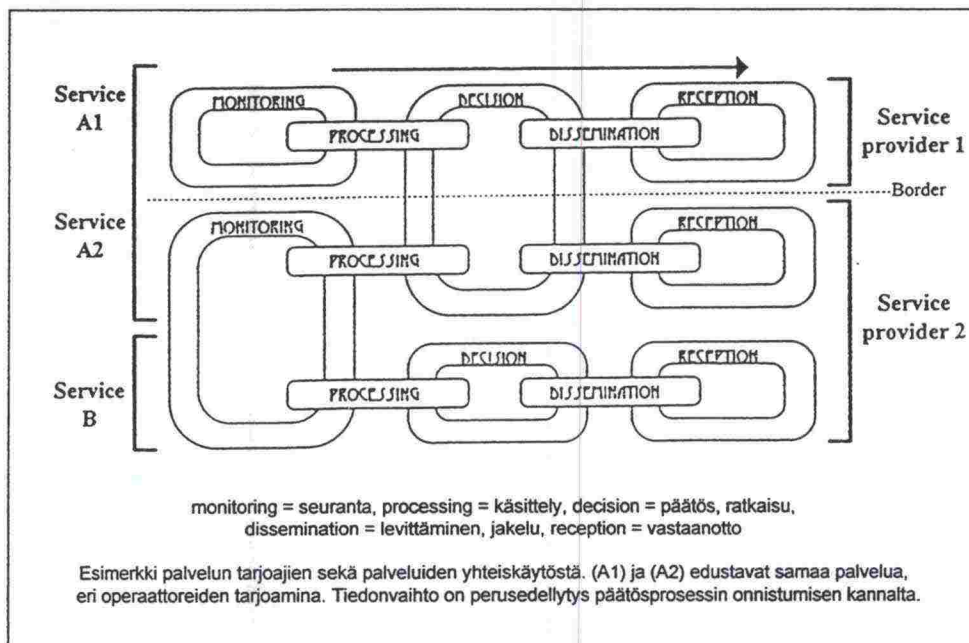 Service
A1
MONITORING
PROCESSING
DECISION
DISSEMINATION
RECEPTION
Service
provider 1
Border
Service
A2
MONITORING
PROCESSING
DISSEMINATION
RECEPTION
Service
provider 2
Service
B
PROCESSING
DECISION
DISSEMINATION
RECEPTION
monitoring = seuranta, processing = käsittely, decision = päätös, ratkaisu,
dissemination = levittäminen, jakelu, reception = vastaanotto
Esimerkki palvelun tarjoajien sekä palveluiden yhteiskäytöstä. (A1) ja (A2) edustavat samaa palvelua,
eri operaattoreiden tarjoamina. Tiedonvaihto on perusedellytys päätösprosessin onnistumisen kannalta.